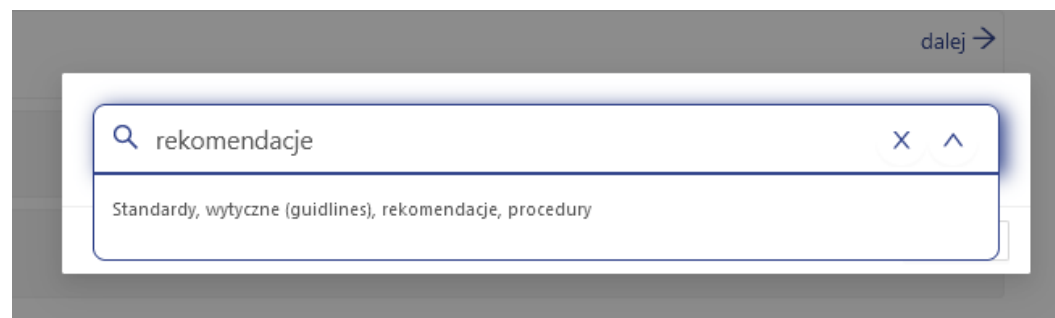 dalej →
rekomendacje
Standardy, wytyczne (guidlines), rekomendacje, procedury